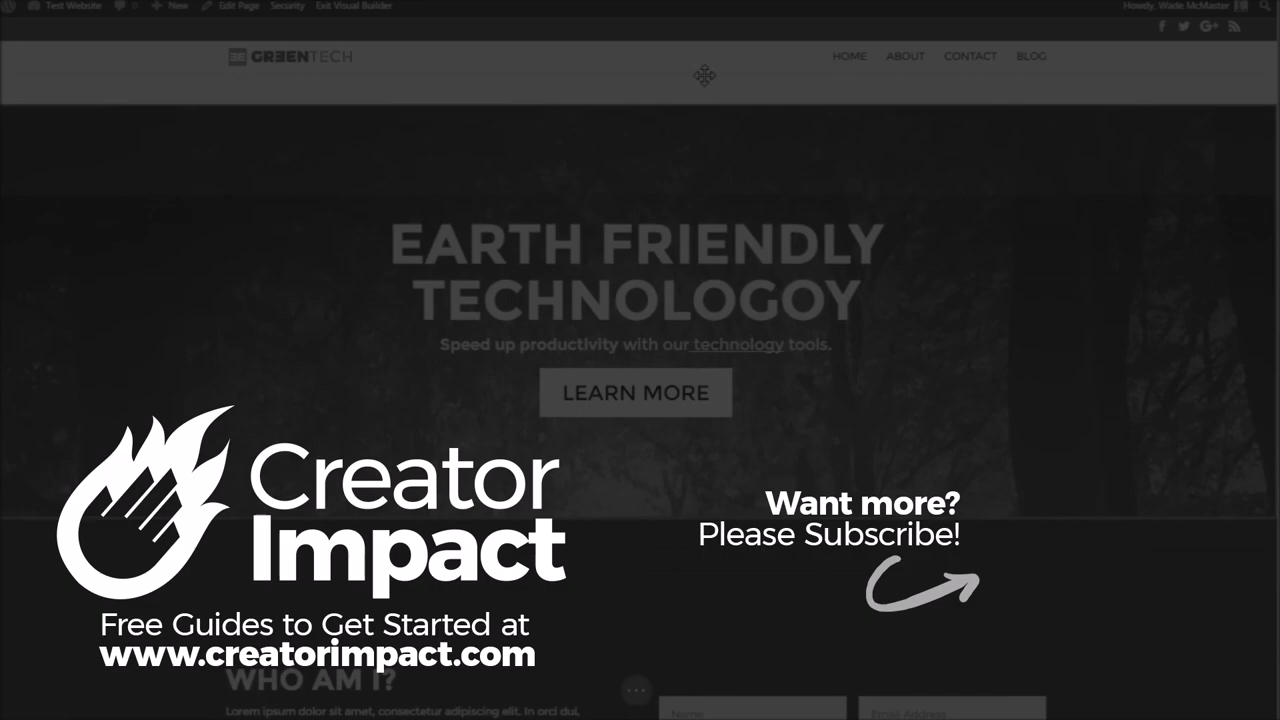 Test Website 0 New Edit Page Security Exit Visual Builder Howdy, Wade McMaster
GREENTECH HOME ABOUT CONTACT BLOG
EARTH FRIENDLY
TECHNOLOGOY
Speed up productivity with our technology tools.
LEARN MORE
Creator
Impact
Want more?
Please Subscribe!
Free Guides to Get Started at
www.creatorimpact.com
WHO AM I?
Lorem ipsum dolor sit amet, consectetur adipiscing elit. In orci dui,
Name
Email Address